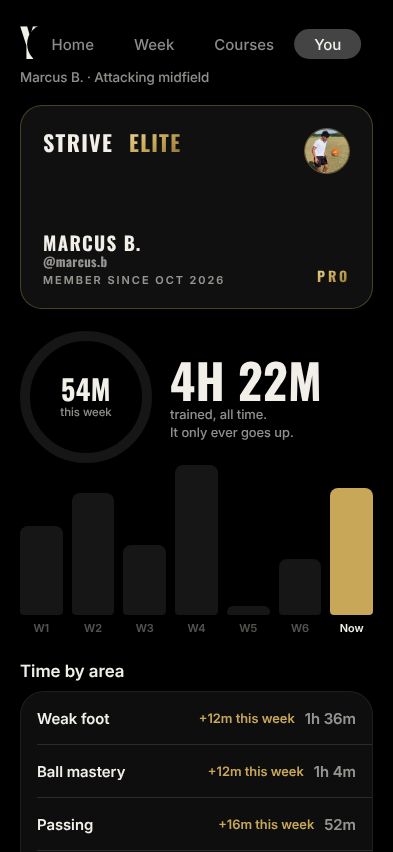 Home Week Courses You
Marcus B. · Attacking midfield
STRIVE ELITE
MARCUS B.
@marcus.b
MEMBER SINCE OCT 2026
PRO
54M
this week
4H 22M
trained, all time.
It only ever goes up.
W1 W2 W3 W4 W5 W6 Now
Time by area
Weak foot +12m this week 1h 36m
Ball mastery +12m this week 1h 4m
Passing +16m this week 52m